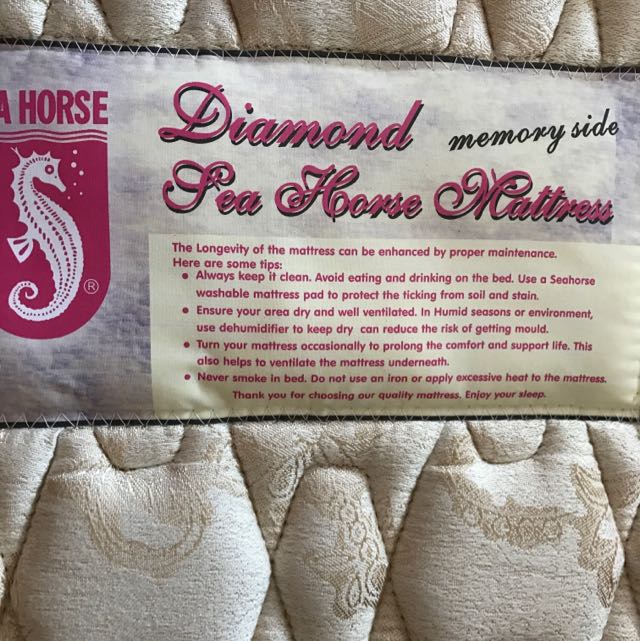 A HORSE
®
Diamond memory side
Sea Horse Mattress
The Longevity of the mattress can be enhanced by proper maintenance.
Here are some tips:
• Always keep it clean. Avoid eating and drinking on the bed. Use a Seahorse
washable mattress pad to protect the ticking from soil and stain.
• Ensure your area dry and well ventilated. In Humid seasons or environment,
use dehumidifier to keep dry can reduce the risk of getting mould.
• Turn your mattress occasionally to prolong the comfort and support life. This
also helps to ventilate the mattress underneath.
• Never smoke in bed. Do not use an iron or apply excessive heat to the mattress.
Thank you for choosing our quality mattress. Enjoy your sleep.